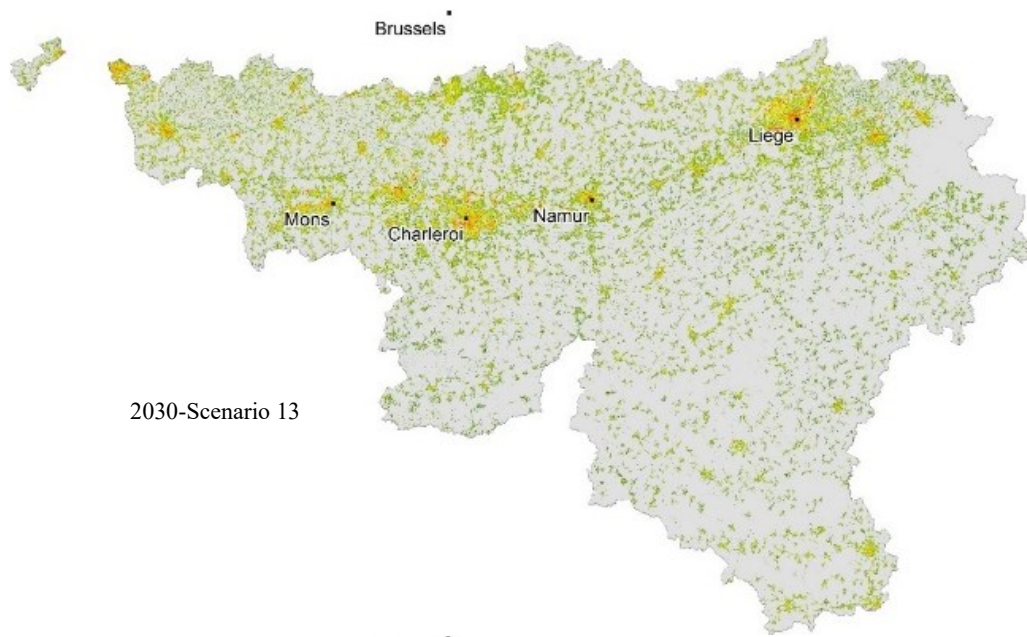 Brussels
Liege
Mons
Namur
Charleroi
2030-Scenario 13